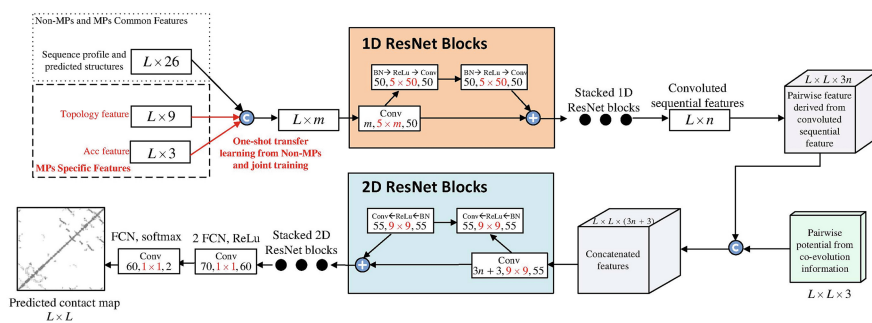 Non-MPs and MPs Common Features
Sequence profile and
predicted structures
L × 26
Topology feature
L × 9
Acc feature
L × 3
MPs Specific Features
C
One-shot transfer
learning from Non-MPs
and joint training
L × m
1D ResNet Blocks
BN→ReLu→Conv
50, 5 × 50, 50
BN→ReLu→Conv
50, 5 × 50, 50
Conv
m, 5 × m, 50
+
Stacked 1D
ResNet blocks
Convoluted
sequential features
L × n
L × L × 3n
Pairwise feature
derived from
convoluted
sequential
feature
Pairwise
potential from
co-evolution
information
L × L × 3
C
L × L × (3n + 3)
Concatenated
features
2D ResNet Blocks
Conv←ReLu←BN
55, 9 × 9, 55
Conv←ReLu←BN
55, 9 × 9, 55
Conv
3n + 3, 9 × 9, 55
+
Stacked 2D
ResNet blocks
2 FCN, ReLu
Conv
70, 1 × 1, 60
FCN, softmax
Conv
60, 1 × 1, 2
Predicted contact map
L × L